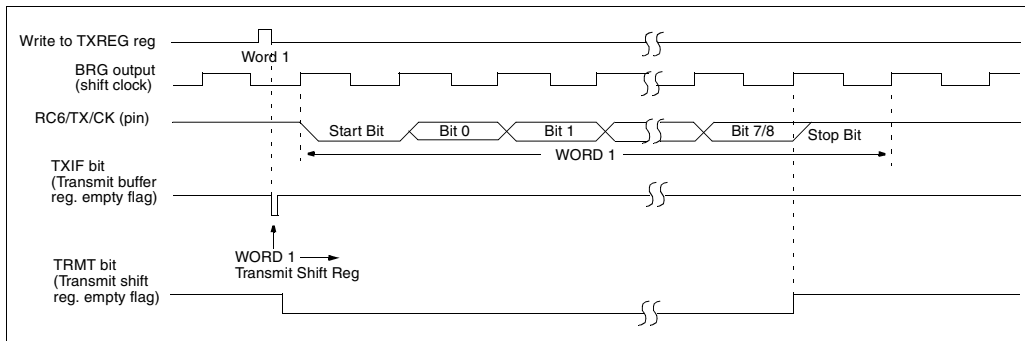 Write to TXREG reg
Word 1
BRG output
(shift clock)
RC6/TX/CK (pin)
Start Bit
Bit 0
Bit 1
Bit 7/8
Stop Bit
WORD 1
TXIF bit
(Transmit buffer
reg. empty flag)
WORD 1
Transmit Shift Reg
TRMT bit
(Transmit shift
reg. empty flag)